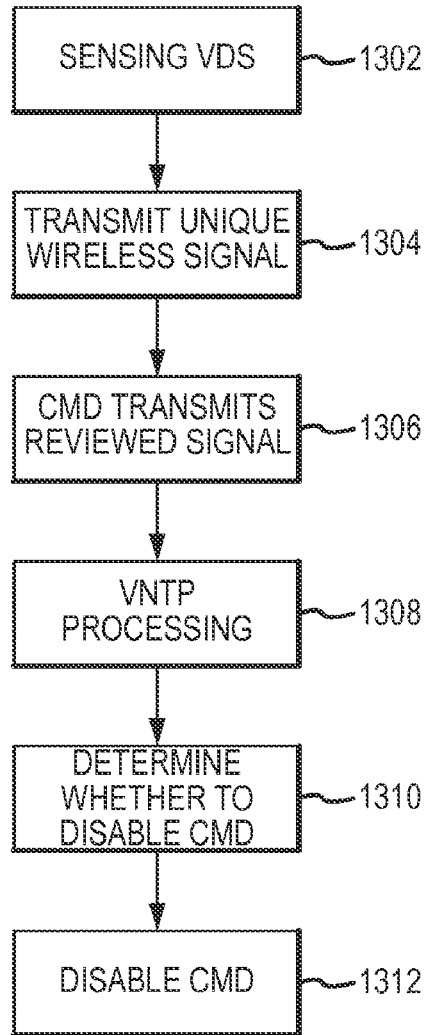 SENSING VDS
1302
TRANSMIT UNIQUE
WIRELESS SIGNAL
1304
CMD TRANSMITS
REVIEWED SIGNAL
1306
VNTP
PROCESSING
1308
DETERMINE
WHETHER TO
DISABLE CMD
1310
DISABLE CMD
1312